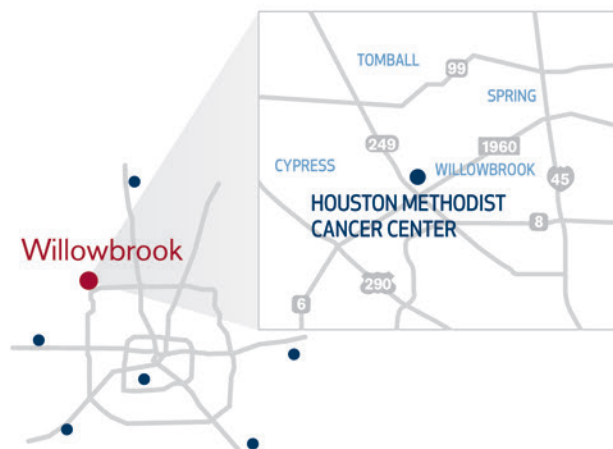 TOMBALL
99
SPRING
249
1960
CYPRESS
WILLOWBROOK
45
HOUSTON METHODIST
CANCER CENTER
8
Willowbrook
290
6